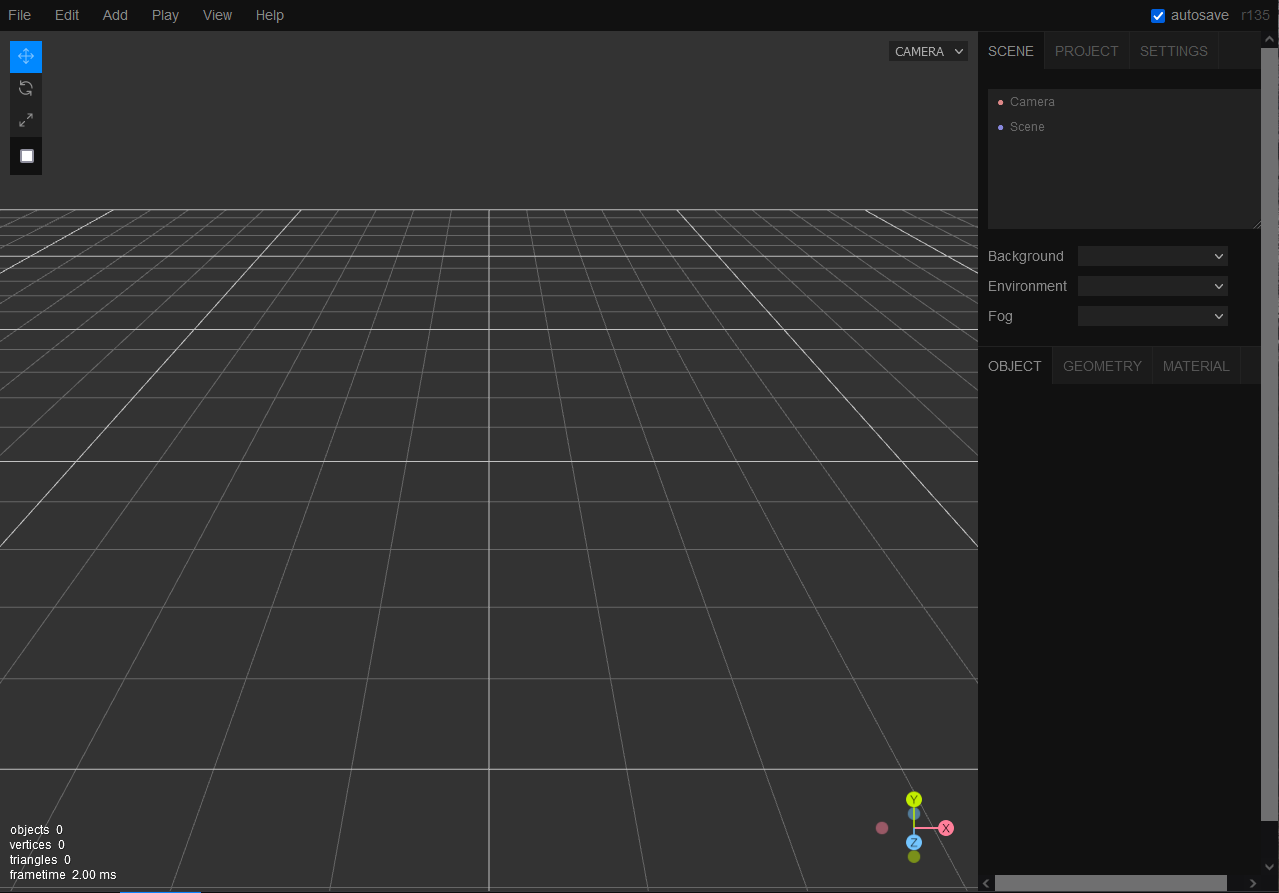 File Edit Add Play View Help autosave r135
CAMERA
SCENE PROJECT SETTINGS
Camera
Scene
Background
Environment
Fog
OBJECT GEOMETRY MATERIAL
Y
X
Z
objects 0
vertices 0
triangles 0
frametime 2.00 ms